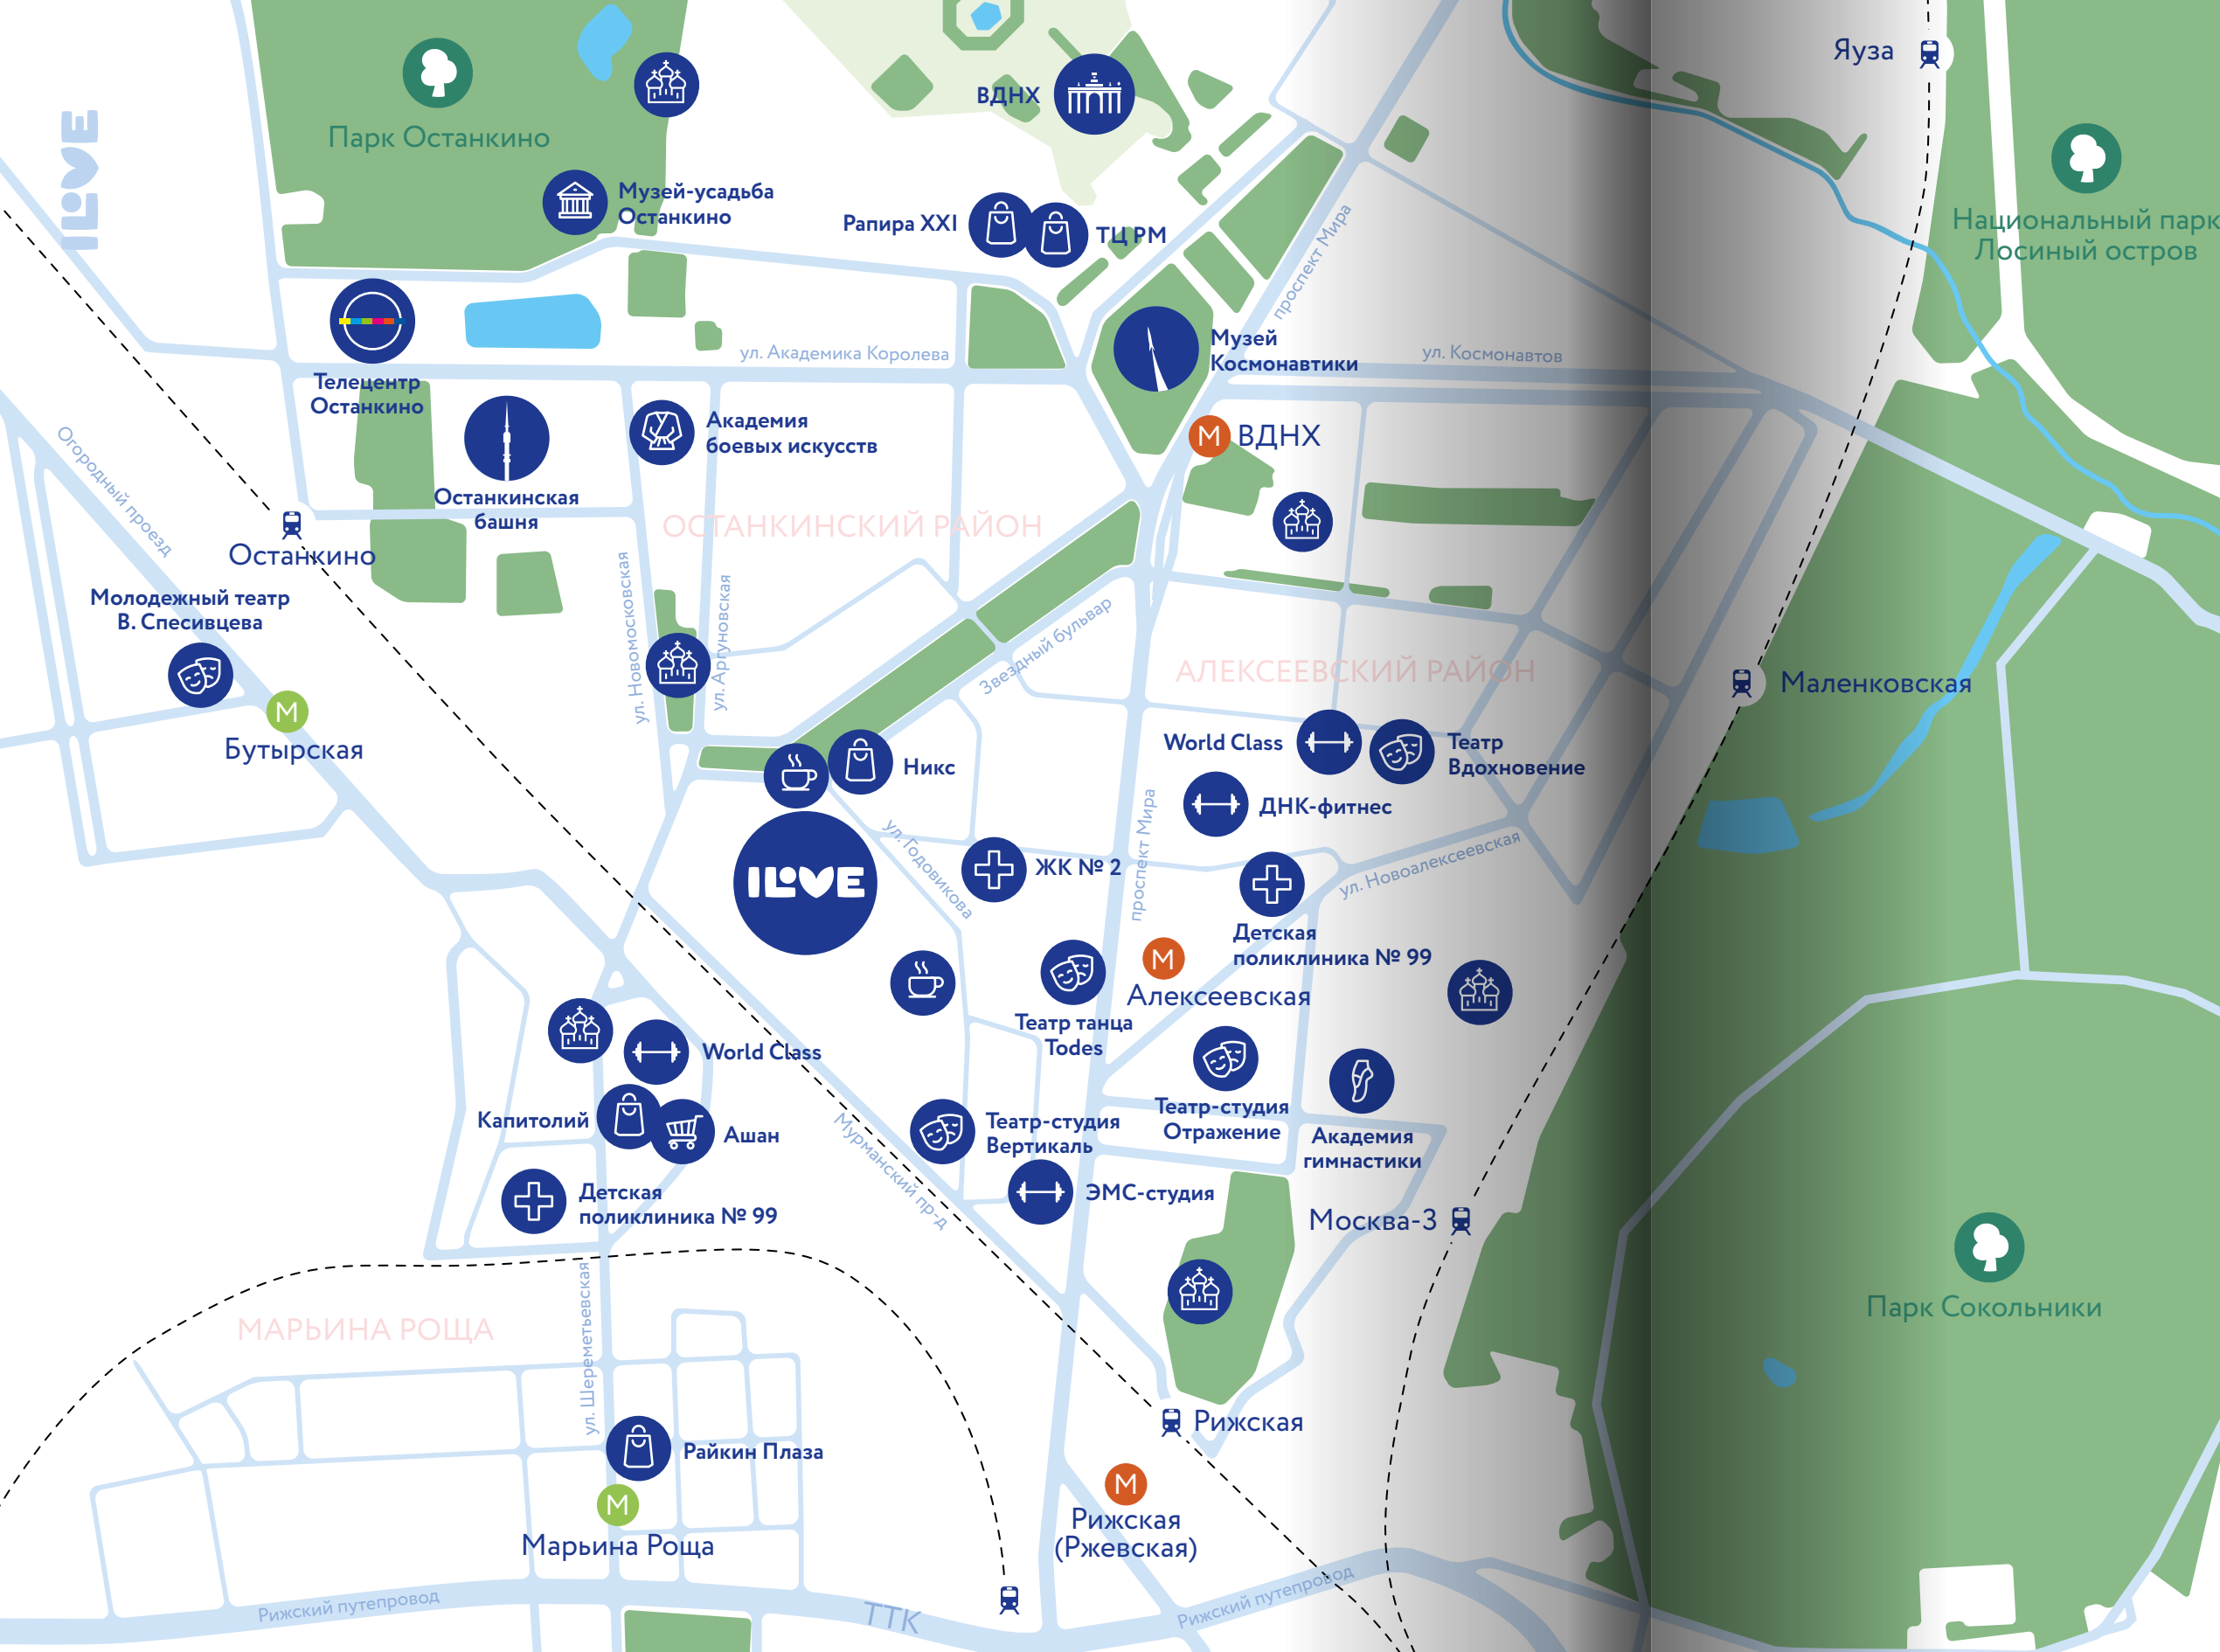 Яуза
ILOVE
Парк Останкино
ВДНХ
Национальный парк
Лосиный остров
Музей-усадьба
Останкино
Рапира XXI
ТЦ РМ
проспект Мира
Музей
Космонавтики
ул. Академика Королева
ул. Космонавтов
Телецентр
Останкино
Академия
боевых искусств
М
ВДНХ
Огородный проезд
Останкинская
башня
ОСТАНКИНСКИЙ РАЙОН
Останкино
Молодежный театр
В. Спесивцева
ул. Новомосковская
ул. Аргуновская
Звездный бульвар
АЛЕКСЕЕВСКИЙ РАЙОН
Маленковская
М
Бутырская
World Class
Театр
Вдохновение
Никс
ДНК-фитнес
ILOVE
ул. Годовикова
ЖК № 2
проспект Мира
ул. Новоалексеевская
Детская
поликлиника № 99
М
Алексеевская
Театр танца
Todes
World Class
Капитолий
Ашан
Мурманский пр-д
Театр-студия
Вертикаль
Театр-студия
Отражение
Академия
гимнастики
Детская
поликлиника № 99
ЭМС-студия
Москва-3
МАРЬИНА РОЩА
ул. Шереметьевская
Парк Сокольники
Рижская
Райкин Плаза
М
Марьина Роща
М
Рижская
(Ржевская)
Рижский путепровод
ТТК
Рижский путепровод